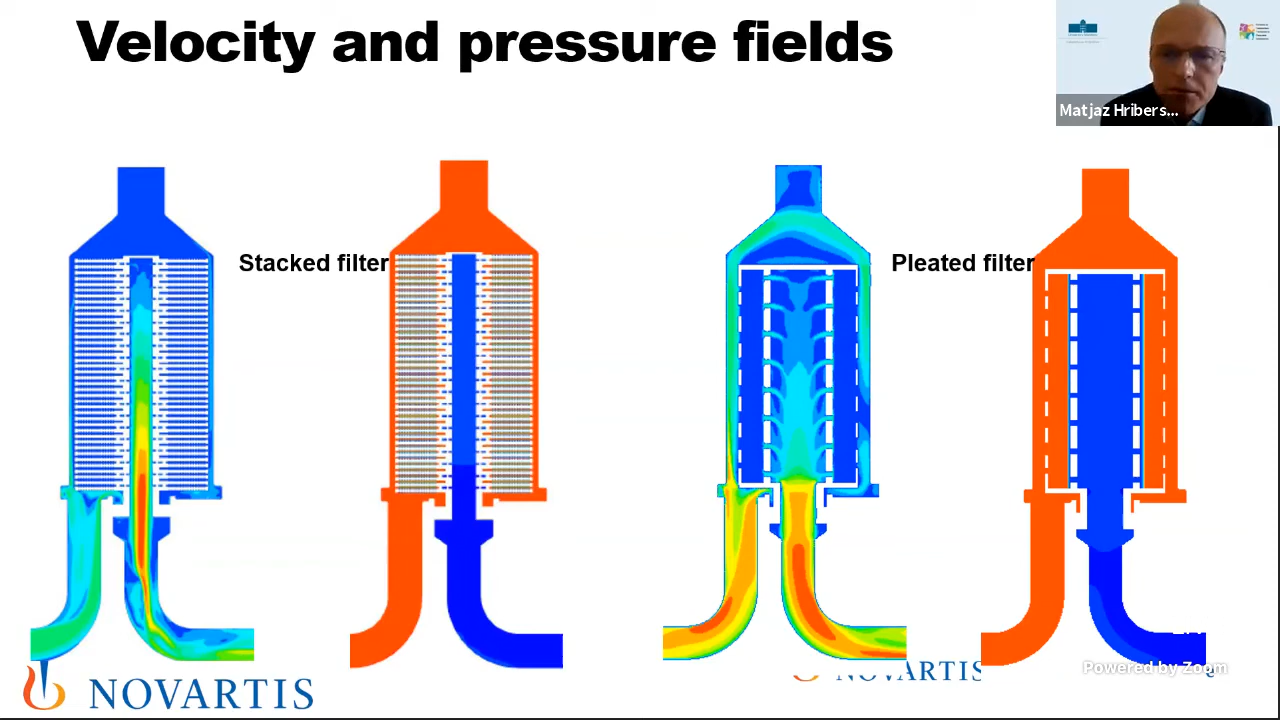 Velocity and pressure fields
Matjaz Hribers...
Stacked filter
Pleated filter
NOVARTIS
NOVARTIS
Powered by Zoom